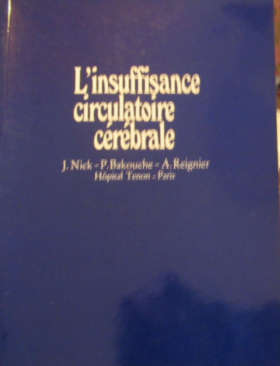 L'insuffisance
circulatoire
cérébrale
J. Nick - P. Bakouche - A. Reignier
Hôpital Tenon - Paris